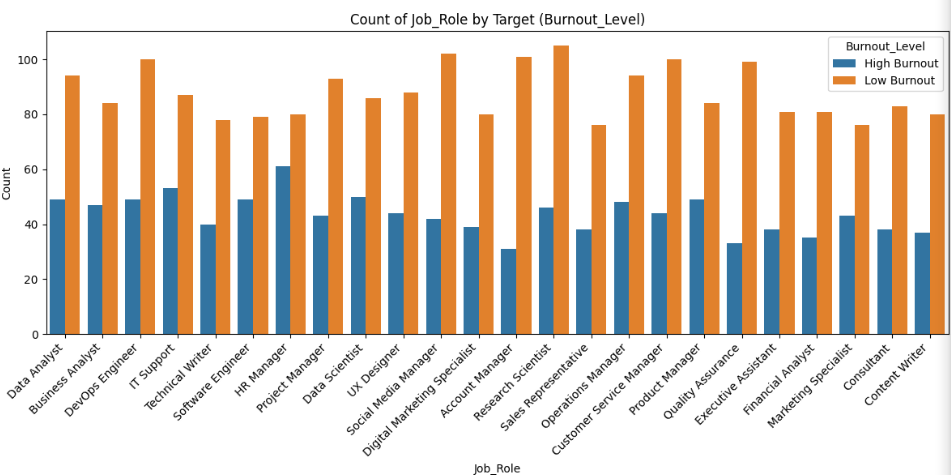 Count of Job_Role by Target (Burnout_Level)
Burnout_Level
High Burnout
Low Burnout
Count
100
80
60
40
20
0
Data Analyst
Business Analyst
DevOps Engineer
IT Support
Technical Writer
Software Engineer
HR Manager
Project Manager
Data Scientist
UX Designer
Social Media Manager
Digital Marketing Specialist
Account Manager
Research Scientist
Sales Representative
Operations Manager
Customer Service Manager
Product Manager
Quality Assurance
Executive Assistant
Financial Analyst
Marketing Specialist
Consultant
Content Writer
Job_Role